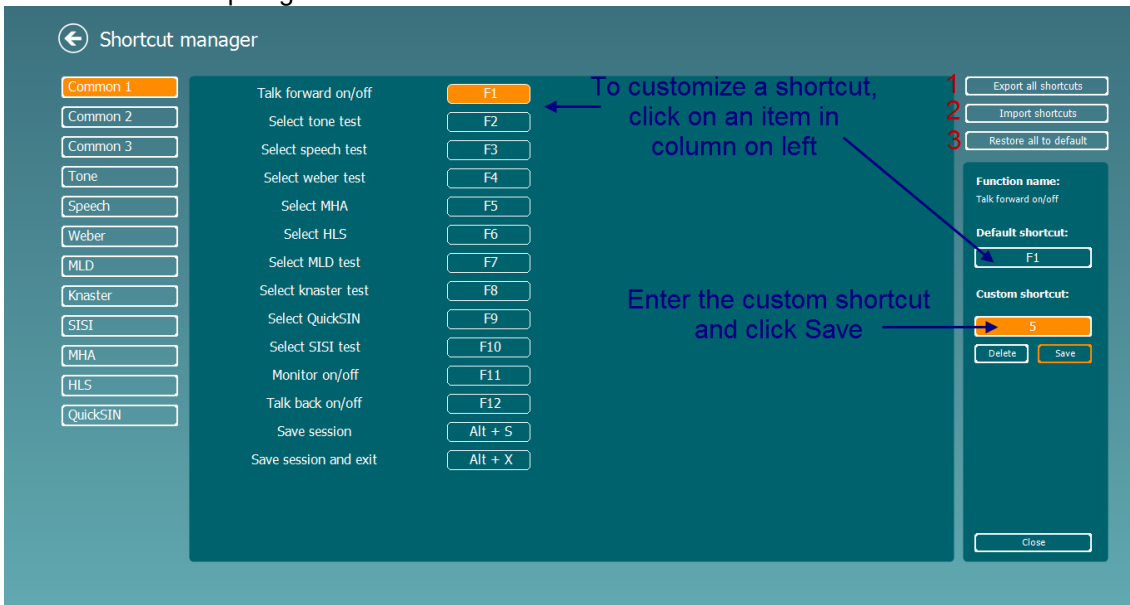 Shortcut manager
Common 1
Common 2
Common 3
Tone
Speech
Weber
MLD
Knaster
SISI
MHA
HLS
QuickSIN
Talk forward on/off F1
Select tone test F2
Select speech test F3
Select weber test F4
Select MHA F5
Select HLS F6
Select MLD test F7
Select knaster test F8
Select QuickSIN F9
Select SISI test F10
Monitor on/off F11
Talk back on/off F12
Save session Alt + S
Save session and exit Alt + X
To customize a shortcut,
click on an item in
column on left
Enter the custom shortcut
and click Save
1 Export all shortcuts
2 Import shortcuts
3 Restore all to default
Function name:
Talk forward on/off
Default shortcut:
F1
Custom shortcut:
5
Delete Save
Close